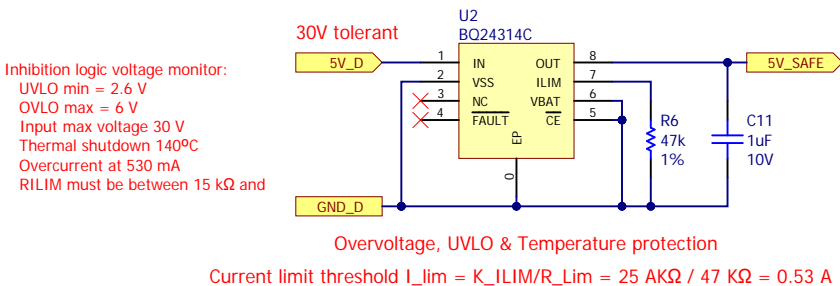 Inhibition logic voltage monitor:
UVLO min = 2.6 V
OVLO max = 6 V
Input max voltage 30 V
Thermal shutdown 140ºC
Overcurrent at 530 mA
RILIM must be between 15 kΩ and
30V tolerant
U2
BQ24314C
5V_D
1 IN OUT 8
5V_SAFE
2 VSS ILIM 7
3 NC VBAT 6
4 FAULT CE 5
EP
0
R6
47k
1%
C11
1uF
10V
GND_D
Overvoltage, UVLO & Temperature protection
Current limit threshold I_lim = K_ILIM/R_Lim = 25 AKΩ / 47 KΩ = 0.53 A